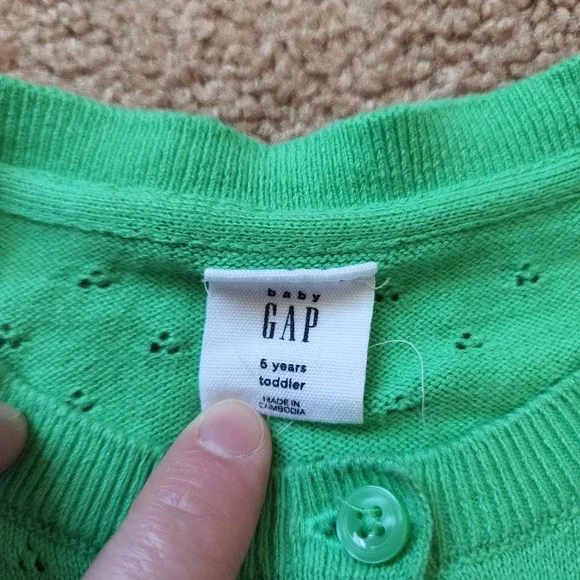 baby
GAP
5 years
toddler
MADE IN
CAMBODIA